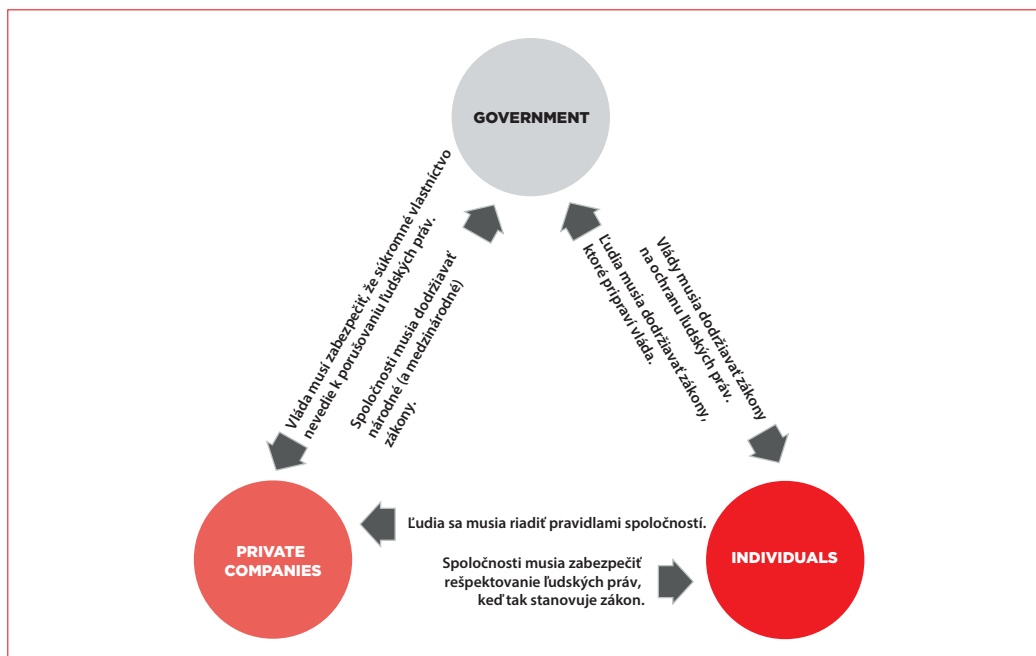 GOVERNMENT
Vláda musí zabezpečiť, že súkromné vlastníctvo
nevedie k porušovaniu ľudských práv.
Spoločnosti musia dodržiavať
národné (a medzinárodné)
zákony.
Vlády musia dodržiavať zákony
na ochranu ľudských práv.
Ľudia musia dodržiavať zákony,
ktoré pripraví vláda.
PRIVATE
COMPANIES
Ľudia sa musia riadiť pravidlami spoločností.
Spoločnosti musia zabezpečiť
rešpektovanie ľudských práv,
keď tak stanovuje zákon.
INDIVIDUALS